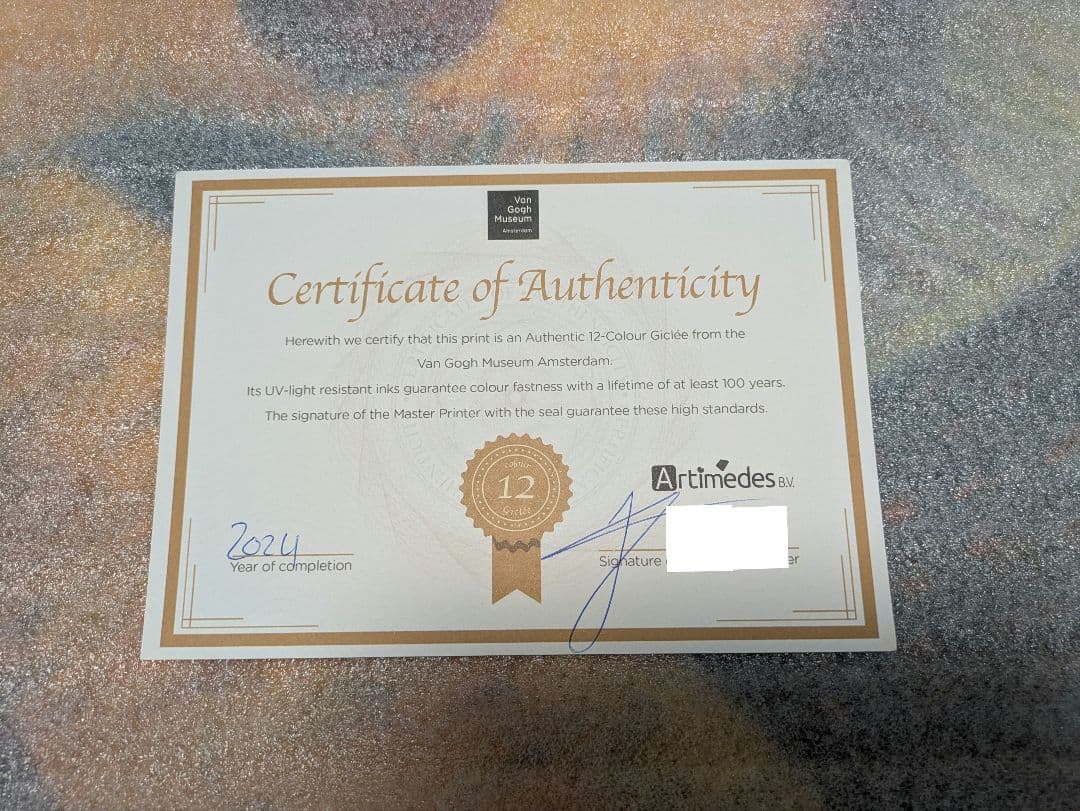 Van
Gogh
Museum
Amsterdam
Certificate of Authenticity
Herewith we certify that this print is an Authentic 12-Colour Giclée from the
Van Gogh Museum Amsterdam.
Its UV-light resistant inks guarantee colour fastness with a lifetime of at least 100 years.
The signature of the Master Printer with the seal guarantee these high standards.
colour
12
Giclée
Artimedes B.V.
2024
Year of completion
Signature